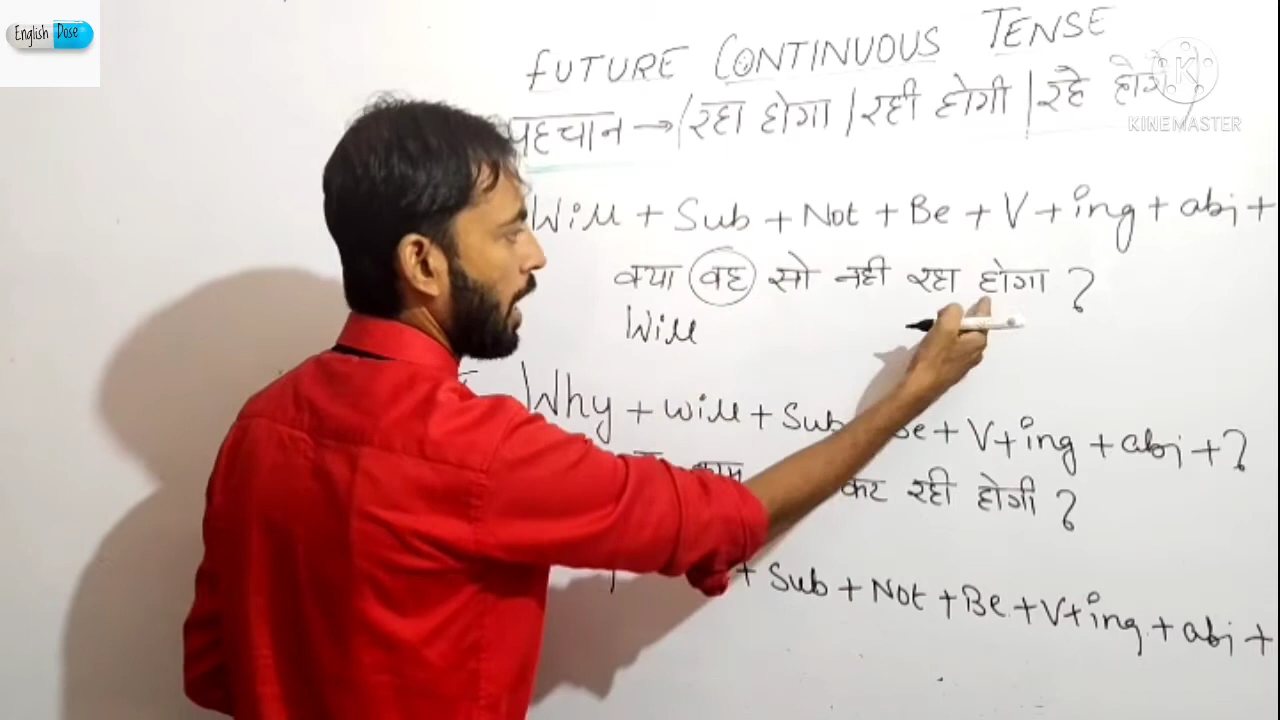 English Dose
FUTURE CONTINUOUS TENSE
पहचान → | रहा होगा | रही होगी | रहे होगे
KINEMASTER
Will + Sub + Not + Be + V + ing + abj +
क्या वह सो नही रहा होगा ?
Will
Why + will + Sub Be + V + ing + abj + ?
काम कट रही होगी ?
+ Sub + Not + Be + V + ing + abj +